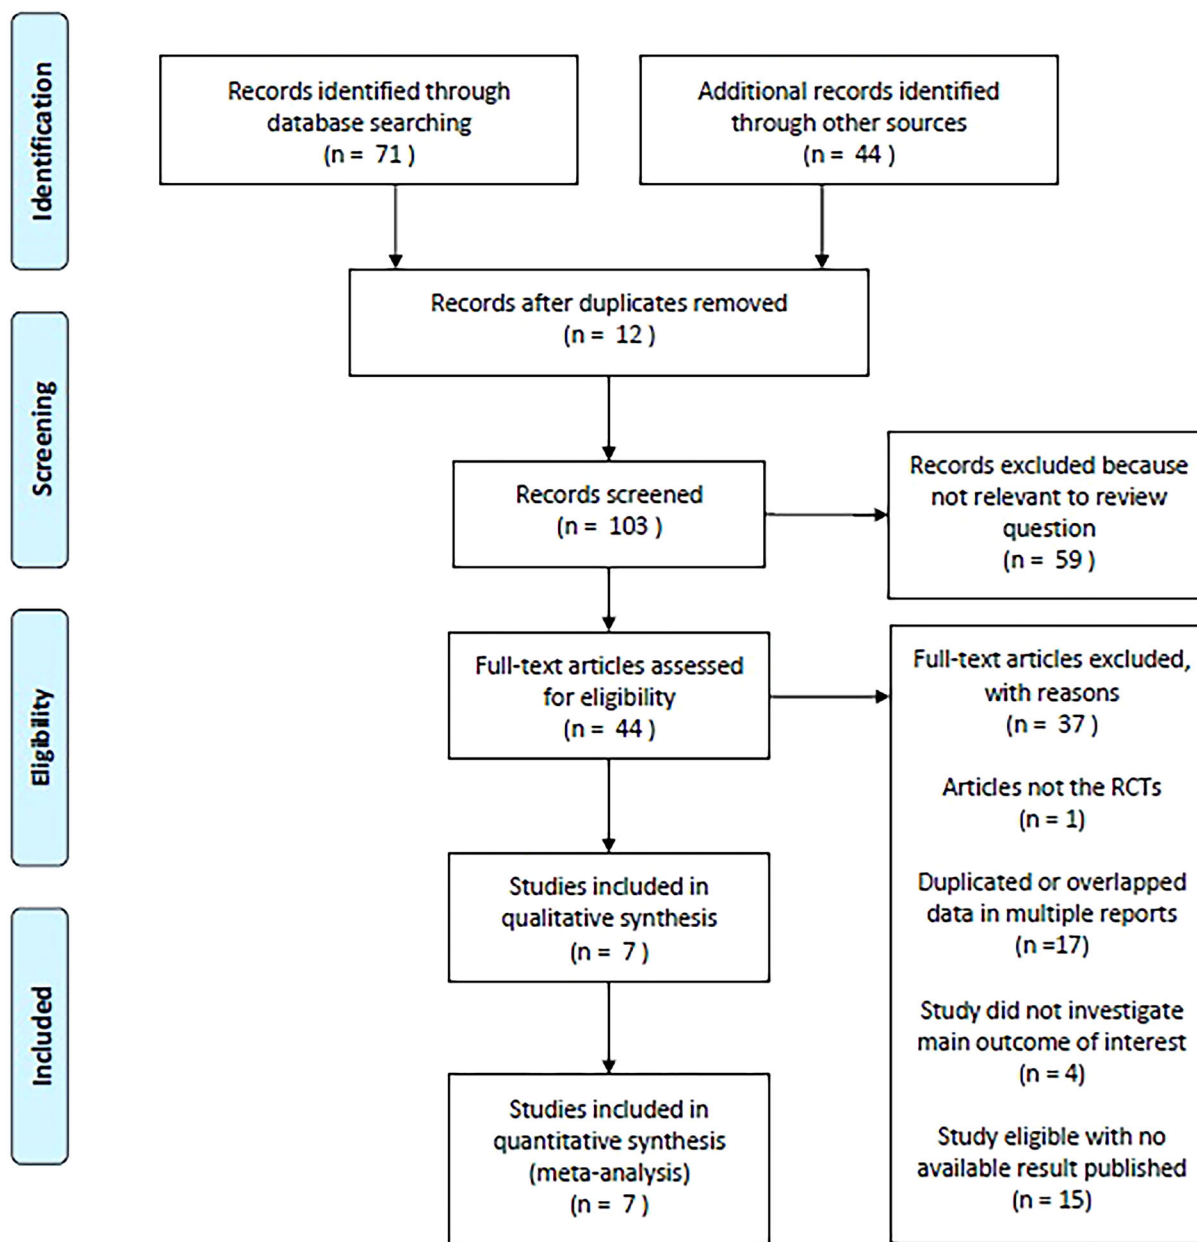 Identification
Records identified through
database searching
(n = 71 )
Additional records identified
through other sources
(n = 44 )
Records after duplicates removed
(n = 12 )
Screening
Records screened
(n = 103 )
Records excluded because
not relevant to review
question
(n = 59 )
Eligibility
Full-text articles assessed
for eligibility
(n = 44 )
Full-text articles excluded,
with reasons
(n = 37 )
Articles not the RCTs
(n = 1)
Duplicated or overlapped
data in multiple reports
(n =17)
Study did not investigate
main outcome of interest
(n = 4)
Study eligible with no
available result published
(n = 15)
Included
Studies included in
qualitative synthesis
(n = 7 )
Studies included in
quantitative synthesis
(meta-analysis)
(n = 7 )